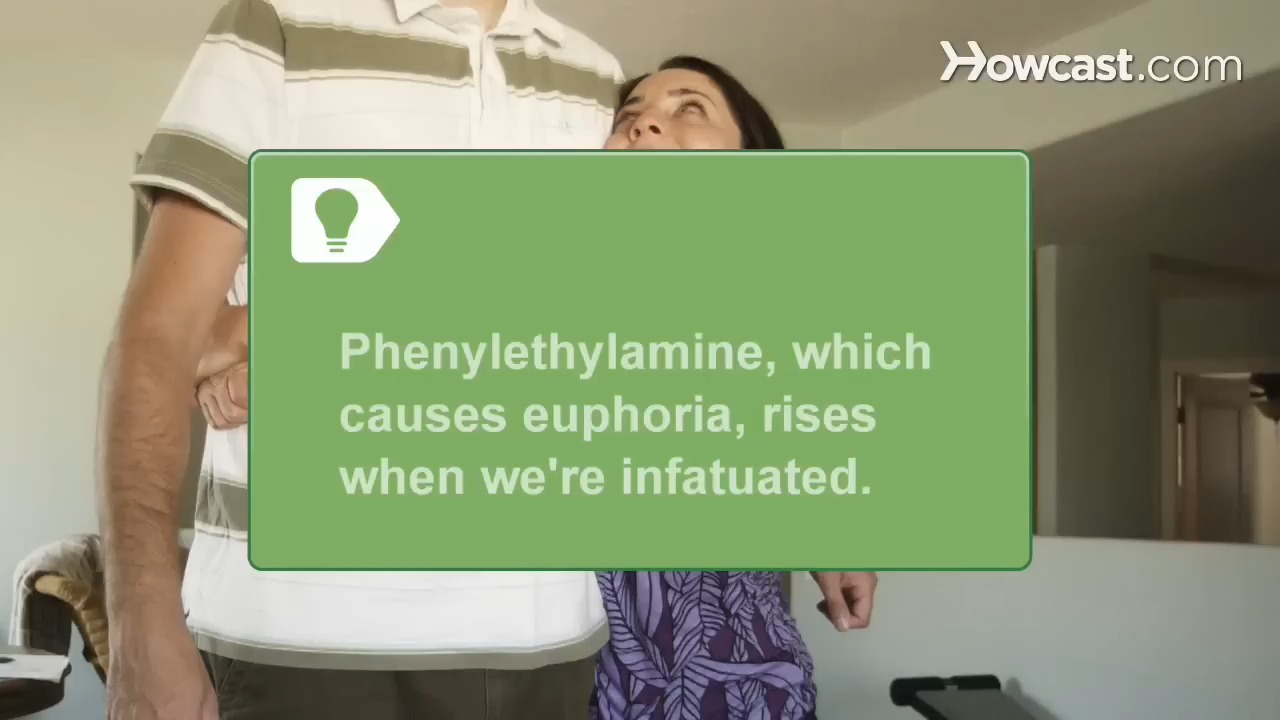 Howcast.com
Phenylethylamine, which
causes euphoria, rises
when we're infatuated.